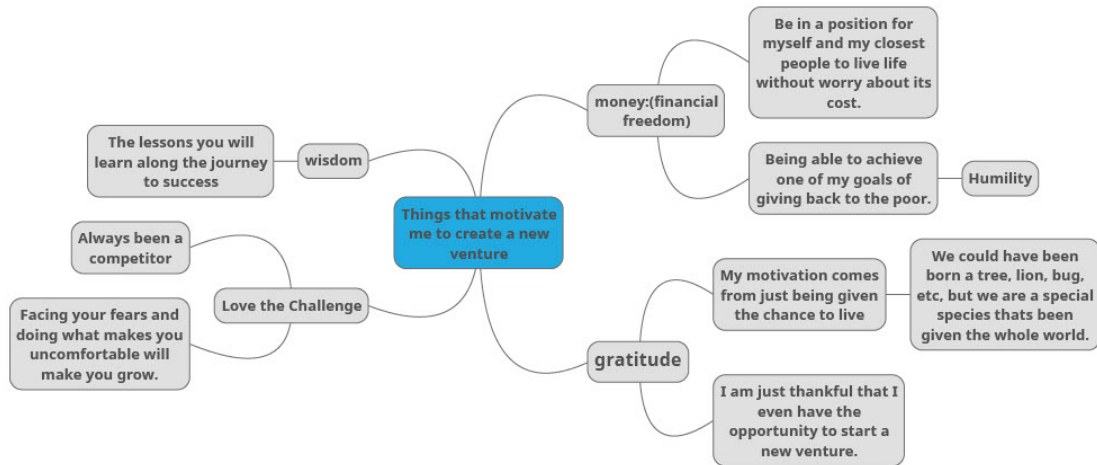 Things that motivate
me to create a new
venture
money:(financial
freedom)
Be in a position for
myself and my closest
people to live life
without worry about its
cost.
Being able to achieve
one of my goals of
giving back to the poor.
Humility
gratitude
My motivation comes
from just being given
the chance to live
We could have been
born a tree, lion, bug,
etc, but we are a special
species thats been
given the whole world.
I am just thankful that I
even have the
opportunity to start a
new venture.
wisdom
The lessons you will
learn along the journey
to success
Love the Challenge
Always been a
competitor
Facing your fears and
doing what makes you
uncomfortable will
make you grow.